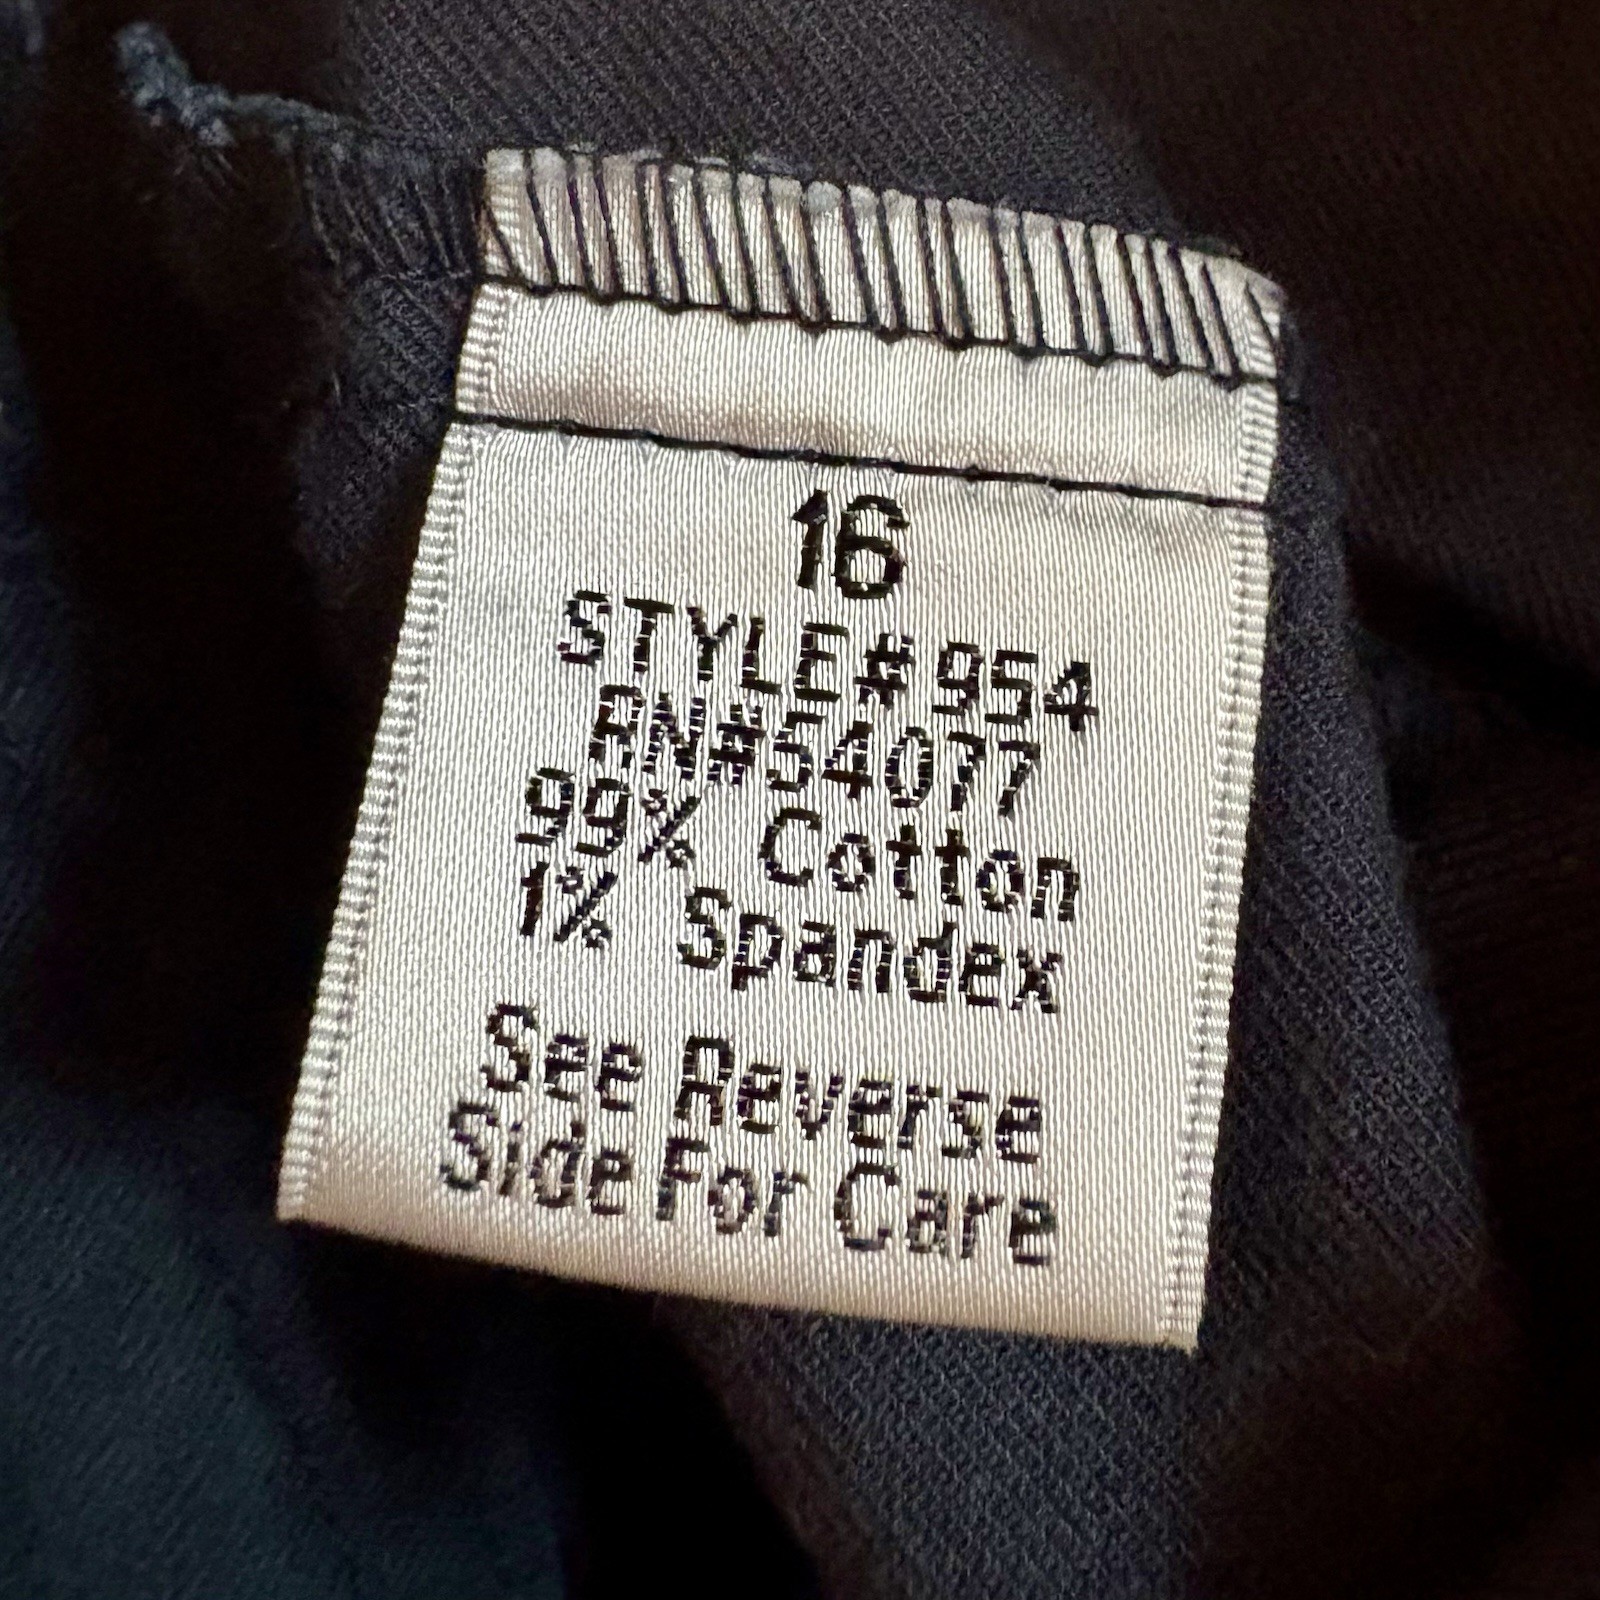 16
STYLE# 954
RN#54077
99% Cotton
1% Spandex
See Reverse
Side For Care